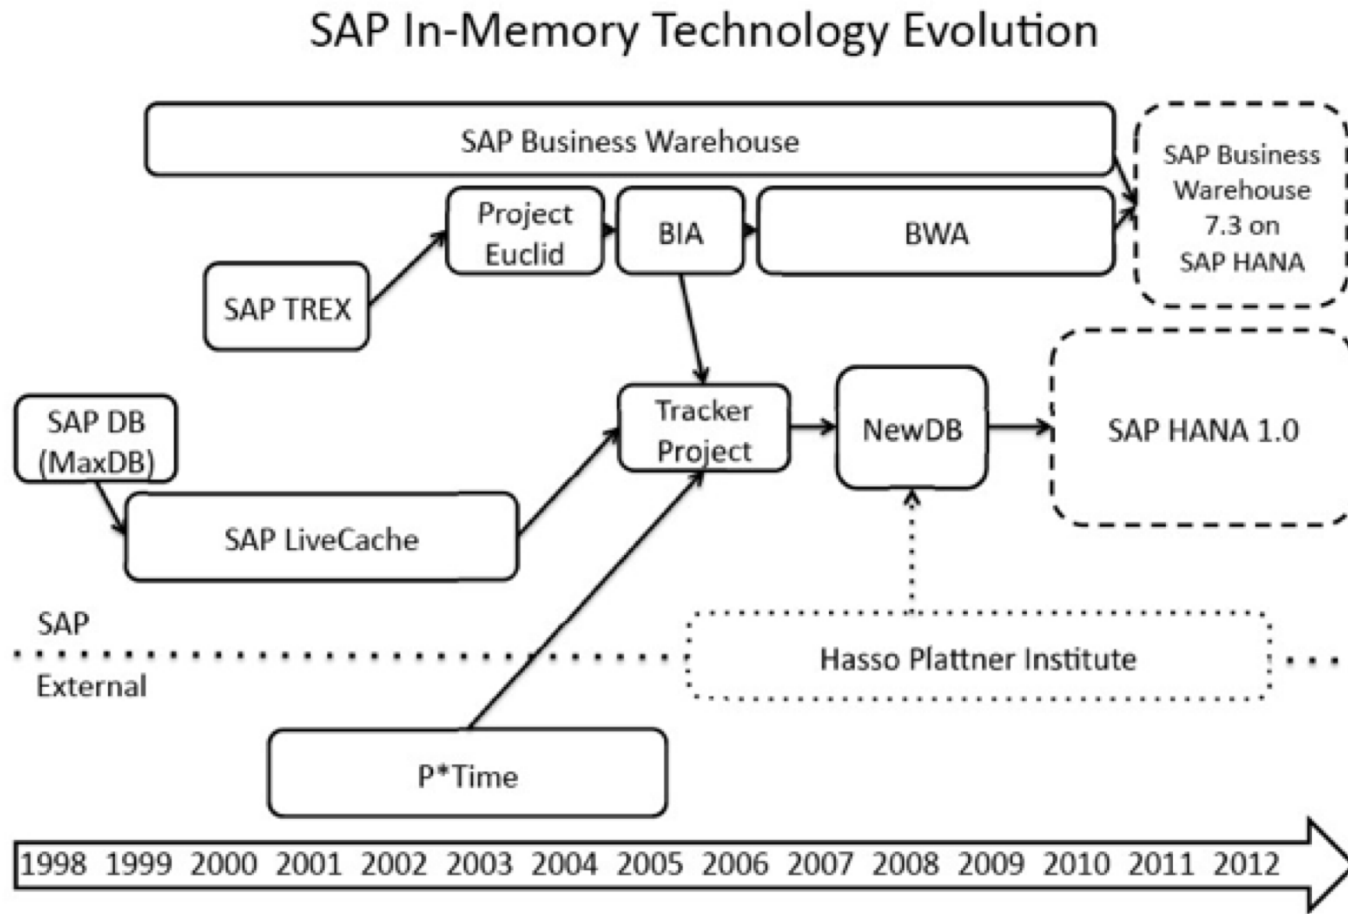 SAP In-Memory Technology Evolution
SAP Business Warehouse
SAP Business
Warehouse
7.3 on
SAP HANA
Project
Euclid
BIA
BWA
SAP TREX
SAP DB
(MaxDB)
Tracker
Project
NewDB
SAP HANA 1.0
SAP LiveCache
SAP
External
Hasso Plattner Institute
P*Time
1998 1999 2000 2001 2002 2003 2004 2005 2006 2007 2008 2009 2010 2011 2012